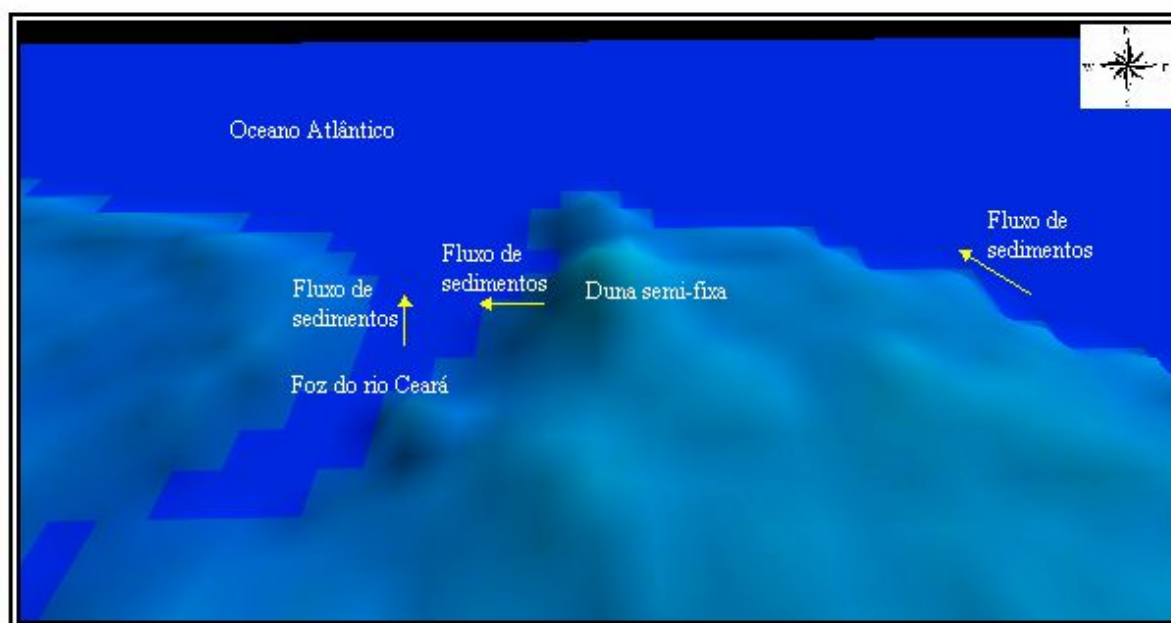 N
W E
S
Oceano Atlântico
Fluxo de
sedimentos
Fluxo de
sedimentos
Duna semi-fixa
Fluxo de
sedimentos
Foz do rio Ceará